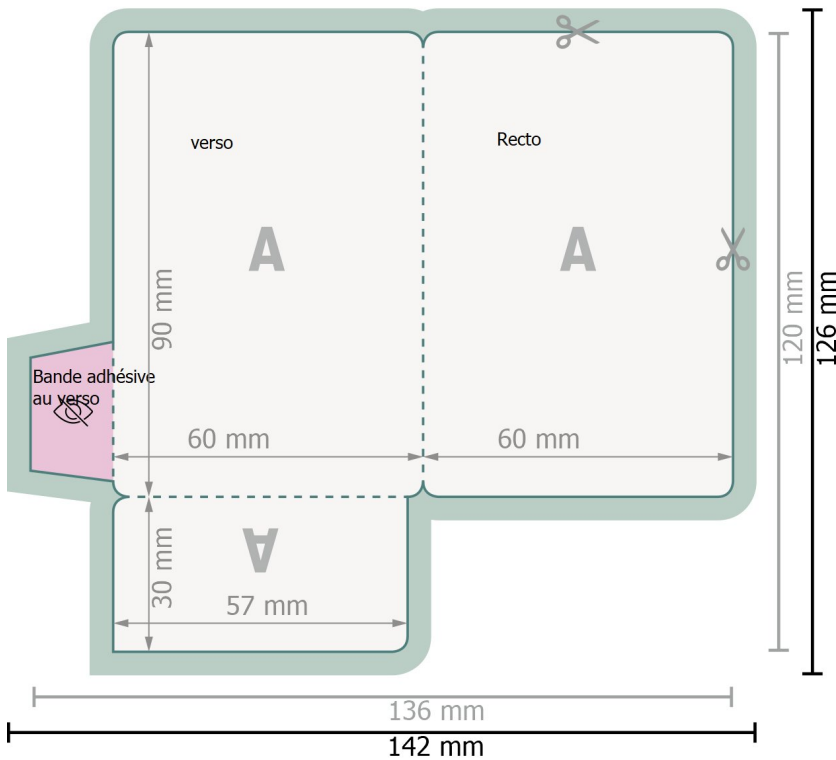 verso
Recto
A
A
90 mm
120 mm
126 mm
Bande adhésive
au verso
60 mm
60 mm
A
30 mm
57 mm
136 mm
142 mm